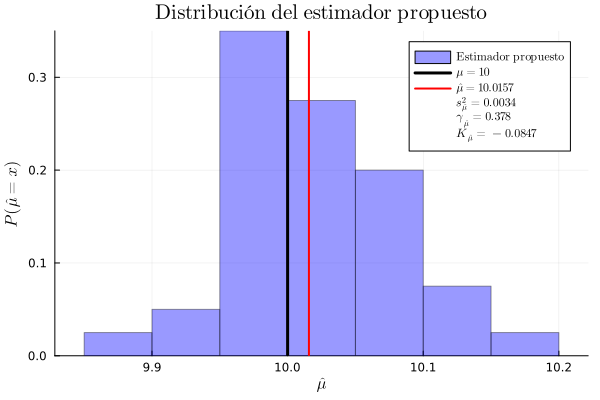 Distribución del estimador propuesto
Estimador propuesto
μ = 10
μ̂ = 10.0157
s²_μ̂ = 0.0034
γ_μ̂ = 0.378
K_μ̂ = −0.0847
P(μ̂ = x)
0.3
0.2
0.1
0.0
9.9
10.0
10.1
10.2
μ̂